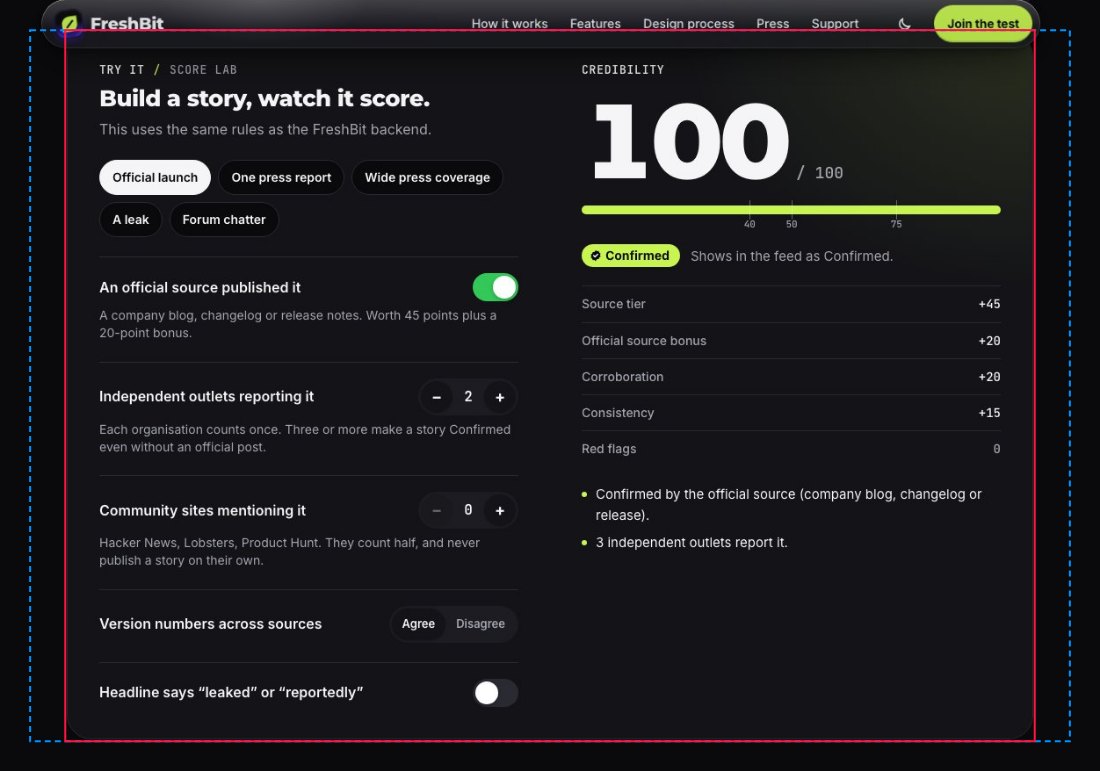 FreshBit
How it works
Features
Design process
Press
Support
Join the test
TRY IT / SCORE LAB
Build a story, watch it score.
This uses the same rules as the FreshBit backend.
Official launch
One press report
Wide press coverage
A leak
Forum chatter
An official source published it
A company blog, changelog or release notes. Worth 45 points plus a
20-point bonus.
Independent outlets reporting it
− 2 +
Each organisation counts once. Three or more make a story Confirmed
even without an official post.
Community sites mentioning it
− 0 +
Hacker News, Lobsters, Product Hunt. They count half, and never
publish a story on their own.
Version numbers across sources
Agree
Disagree
Headline says “leaked” or “reportedly”
CREDIBILITY
100 / 100
40 50 75
Confirmed
Shows in the feed as Confirmed.
Source tier +45
Official source bonus +20
Corroboration +20
Consistency +15
Red flags 0
• Confirmed by the official source (company blog, changelog or
release).
• 3 independent outlets report it.